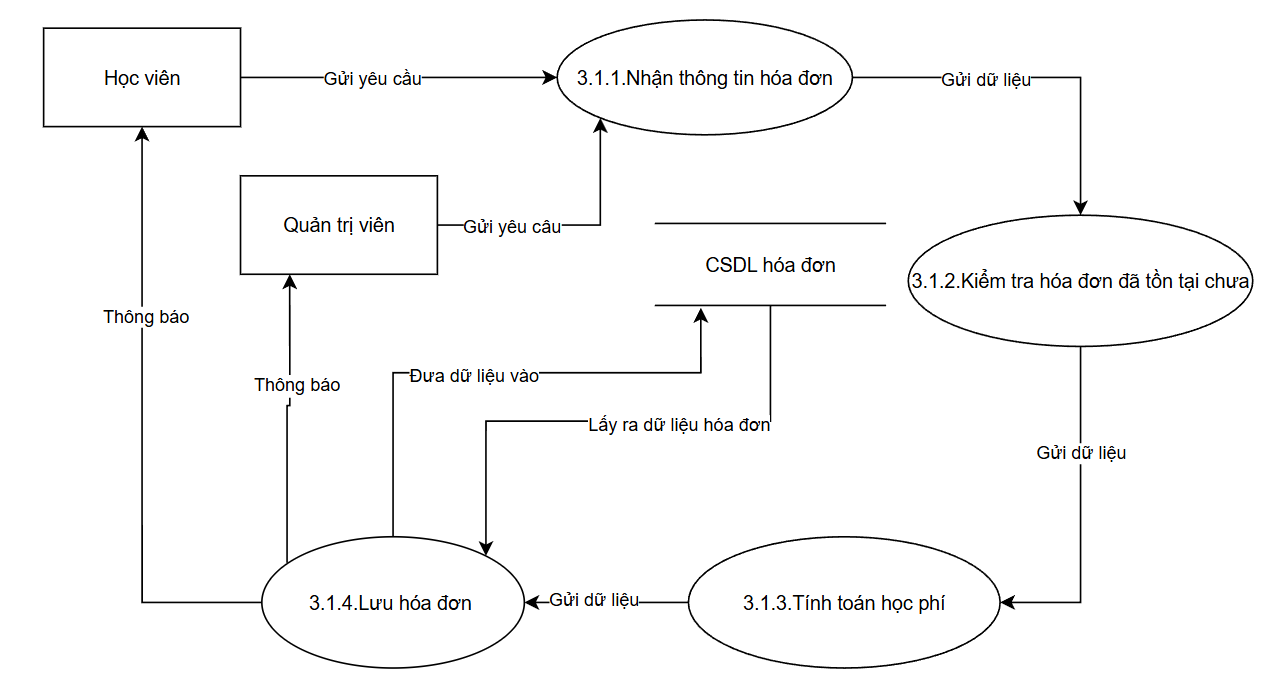 Học viên
Gửi yêu cầu
3.1.1.Nhận thông tin hóa đơn
Gửi dữ liệu
Quản trị viên
Gửi yêu câu
CSDL hóa đơn
3.1.2.Kiểm tra hóa đơn đã tồn tại chưa
Thông báo
Thông báo
Đưa dữ liệu vào
Lấy ra dữ liệu hóa đơn
Gửi dữ liệu
3.1.4.Lưu hóa đơn
Gửi dữ liệu
3.1.3.Tính toán học phí